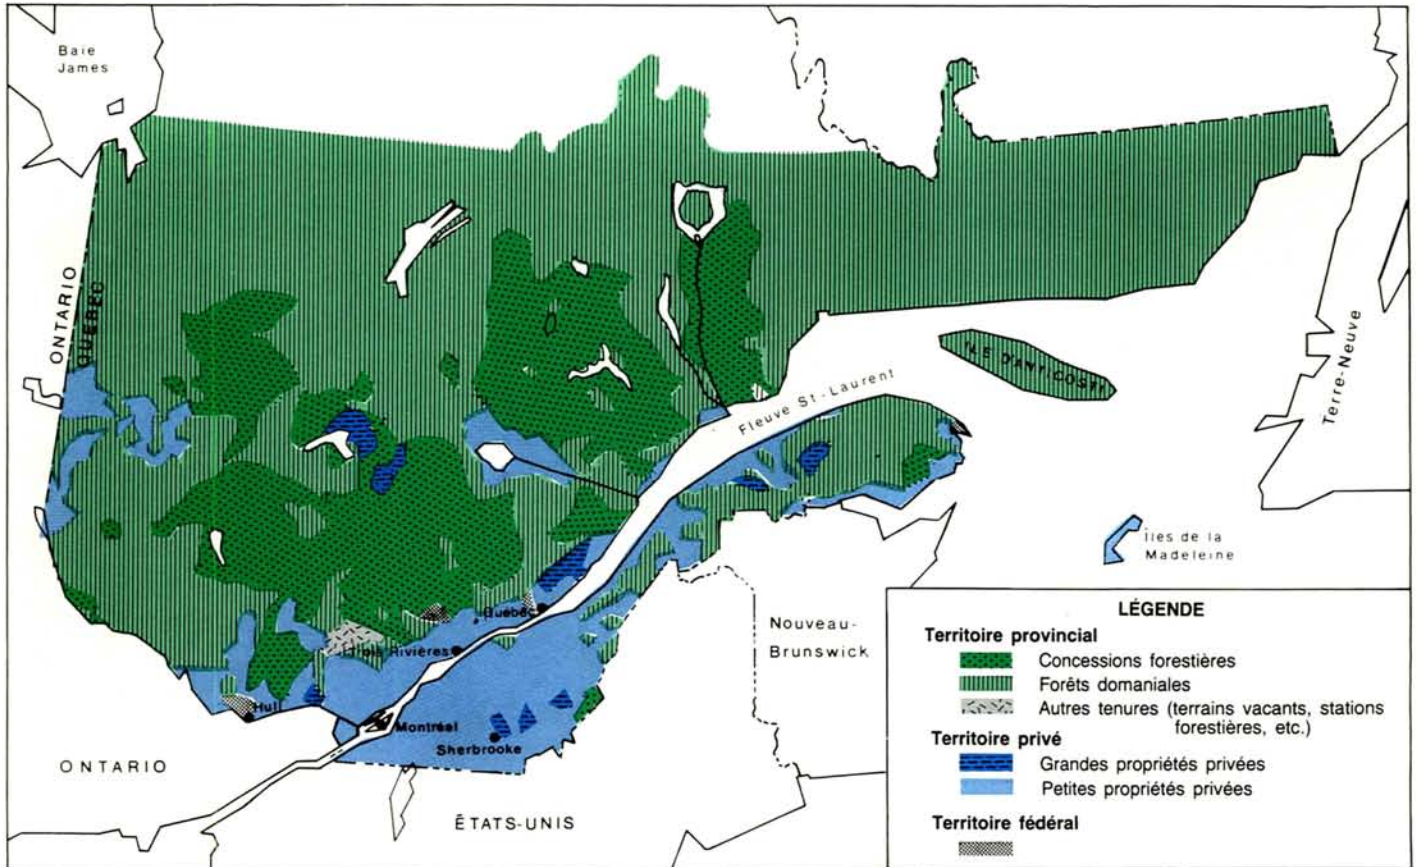 Baie
James
ONTARIO
QUÉBEC
ILE D'ANTICOSTI
Fleuve St-Laurent
Terre-Neuve
Îles de la
Madeleine
Québec
Trois Rivières
Hull
Montréal
Sherbrooke
Nouveau-
Brunswick
ONTARIO
ÉTATS-UNIS
LÉGENDE
Territoire provincial
Concessions forestières
Forêts domaniales
Autres tenures (terrains vacants, stations
forestières, etc.)
Territoire privé
Grandes propriétés privées
Petites propriétés privées
Territoire fédéral